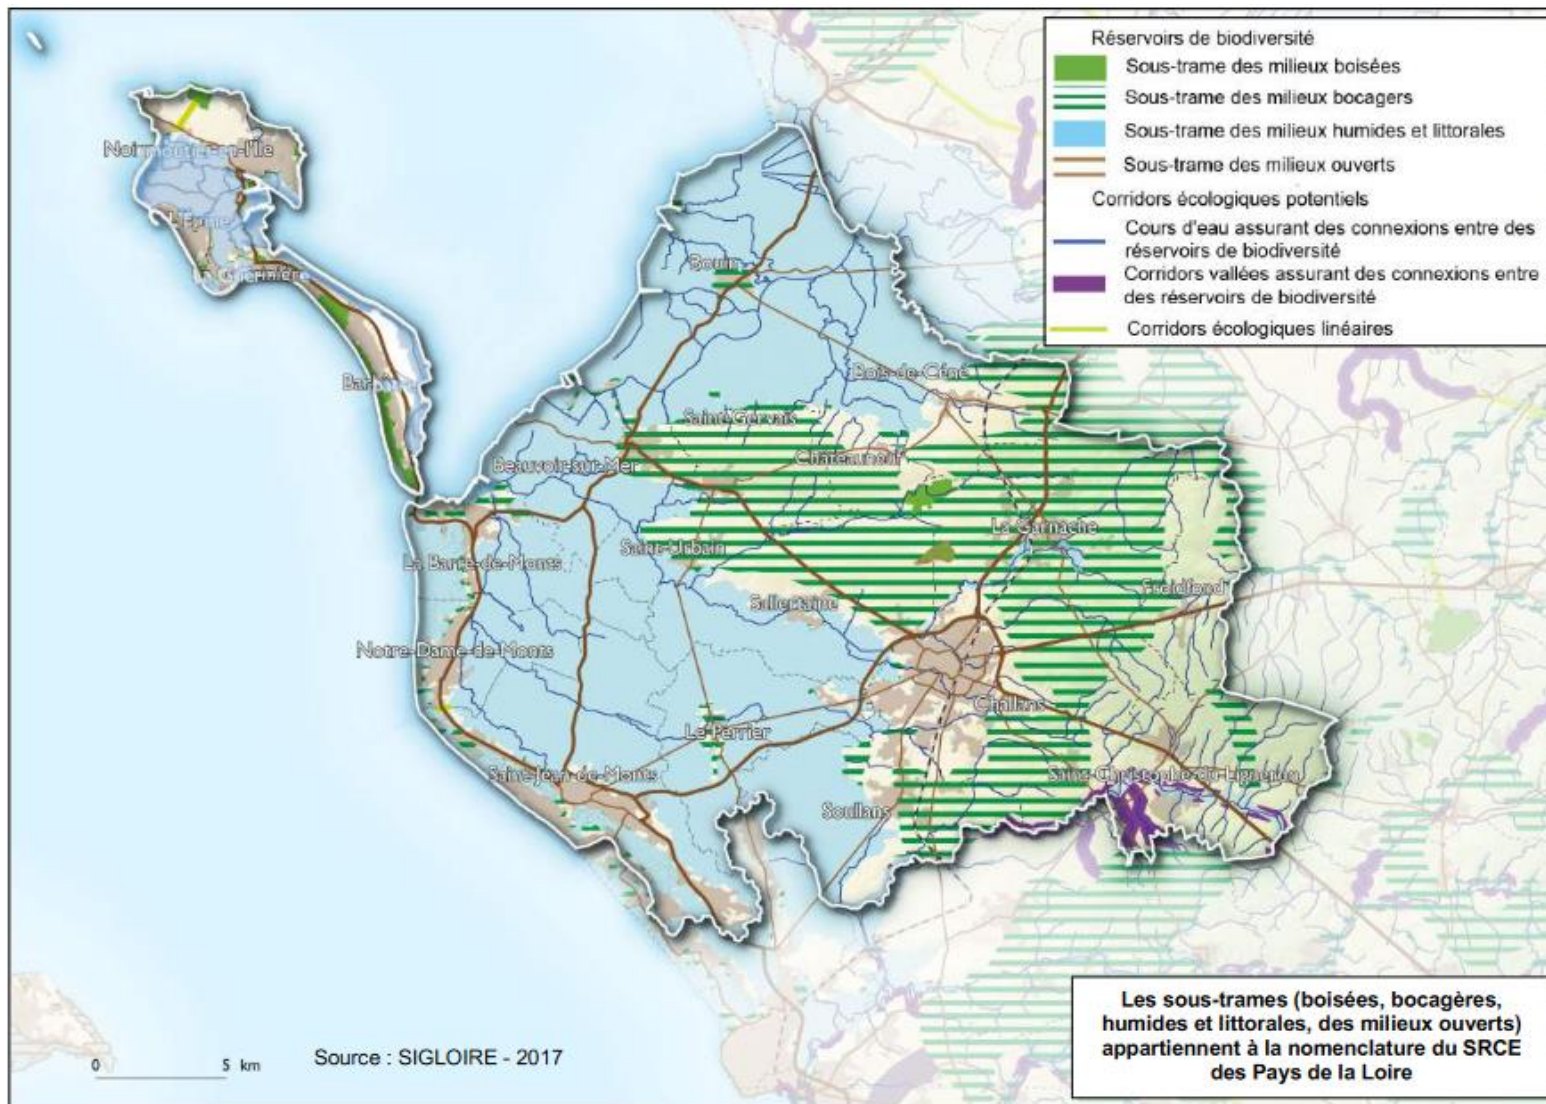 Réservoirs de biodiversité
Sous-trame des milieux boisées
Sous-trame des milieux bocagers
Sous-trame des milieux humides et littorales
Sous-trame des milieux ouverts
Corridors écologiques potentiels
Cours d'eau assurant des connexions entre des
réservoirs de biodiversité
Corridors vallées assurant des connexions entre
des réservoirs de biodiversité
Corridors écologiques linéaires
Noirmoutier-en-l'Île
L'Épine
La Guérinière
Barbâtre
Bouin
Bois-de-Céné
Saint-Gervais
Châteauneuf
Beauvoir-sur-Mer
La Garnache
Saint-Urbain
La Barre-de-Monts
Froidfond
Sallertaine
Notre-Dame-de-Monts
Challans
Le Perrier
Saint-Jean-de-Monts
Saint-Christophe-du-Ligneron
Soullans
0 5 km
Source : SIGLOIRE - 2017
Les sous-trames (boisées, bocagères,
humides et littorales, des milieux ouverts)
appartiennent à la nomenclature du SRCE
des Pays de la Loire